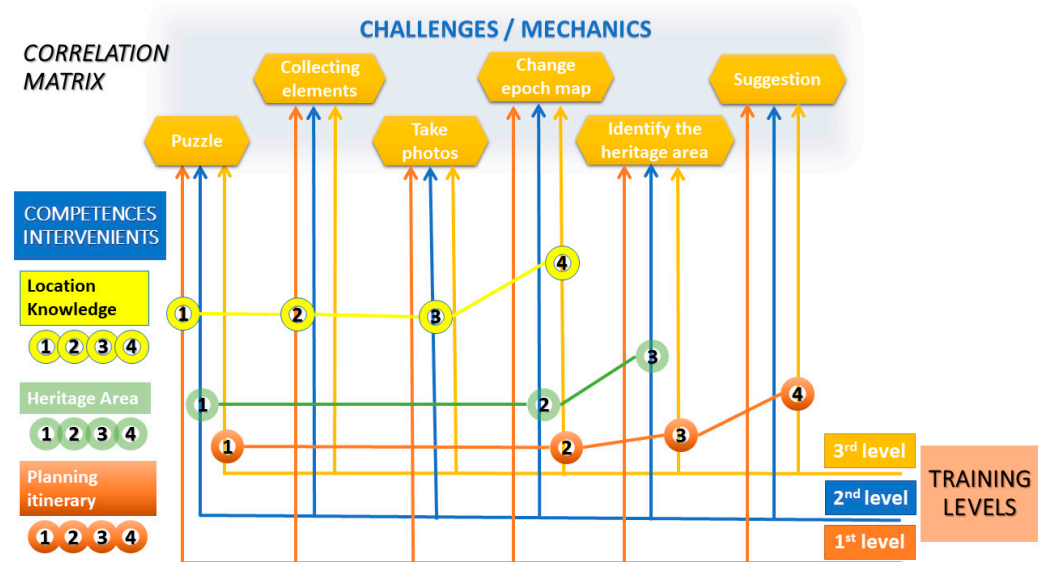 CHALLENGES / MECHANICS
CORRELATION
MATRIX
Collecting
elements
Change
epoch map
Suggestion
Puzzle
Take
photos
Identify the
heritage area
COMPETENCES
INTERVENIENTS
Location
Knowledge
1 2 3 4
1 2 3 4
Heritage Area
1 2 3 4
1 2 3
Planning
itinerary
1 2 3 4
1 2 3 4
3rd level
2nd level
1st level
TRAINING
LEVELS